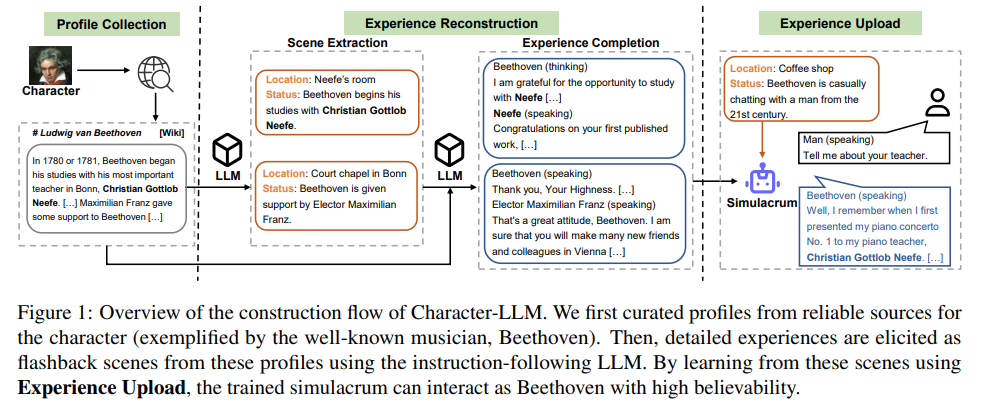 Profile Collection
Experience Reconstruction
Experience Upload
Character
# Ludwig van Beethoven [Wiki]
In 1780 or 1781, Beethoven began
his studies with his most important
teacher in Bonn, Christian Gottlob
Neefe. […] Maximilian Franz gave
some support to Beethoven […]
LLM
Scene Extraction
Location: Neefe's room
Status: Beethoven begins his
studies with Christian Gottlob
Neefe.
Location: Court chapel in Bonn
Status: Beethoven is given
support by Elector Maximilian
Franz.
LLM
Experience Completion
Beethoven (thinking)
I am grateful for the opportunity to study
with Neefe […]
Neefe (speaking)
Congratulations on your first published
work, […]
Beethoven (speaking)
Thank you, Your Highness. […]
Elector Maximilian Franz (speaking)
That's a great attitude, Beethoven. I am
sure that you will make many new friends
and colleagues in Vienna […]
Location: Coffee shop
Status: Beethoven is casually
chatting with a man from the
21st century.
Man (speaking)
Tell me about your teacher.
Simulacrum
Beethoven (speaking)
Well, I remember when I first
presented my piano concerto
No. 1 to my piano teacher,
Christian Gottlob Neefe. […]
Figure 1: Overview of the construction flow of Character-LLM. We first curated profiles from reliable sources for
the character (exemplified by the well-known musician, Beethoven). Then, detailed experiences are elicited as
flashback scenes from these profiles using the instruction-following LLM. By learning from these scenes using
Experience Upload, the trained simulacrum can interact as Beethoven with high believability.